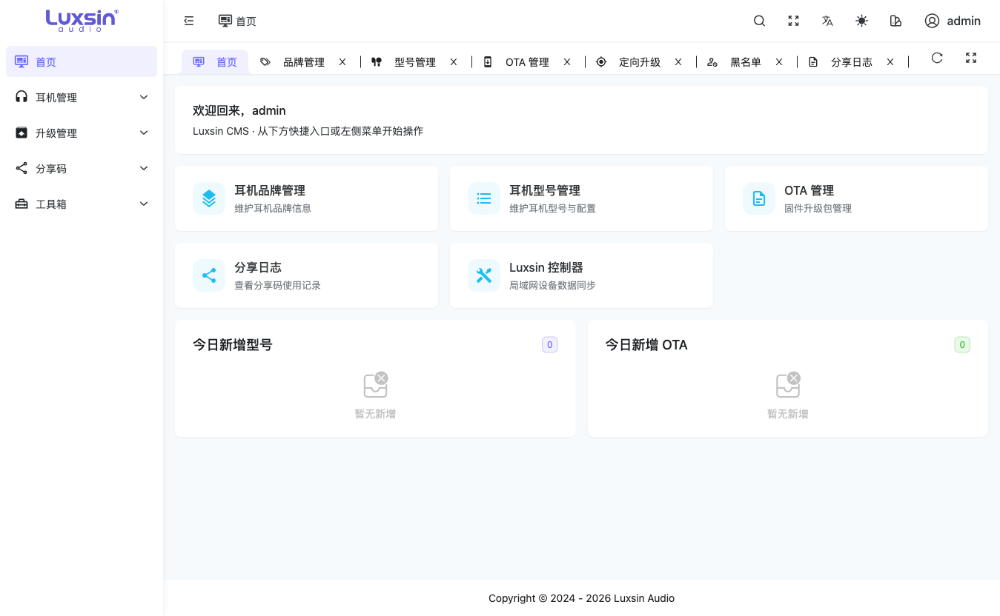 Luxsin®
audio
首页
耳机管理
升级管理
分享码
工具箱
首页
admin
首页
品牌管理
型号管理
OTA 管理
定向升级
黑名单
分享日志
欢迎回来，admin
Luxsin CMS · 从下方快捷入口或左侧菜单开始操作
耳机品牌管理
维护耳机品牌信息
耳机型号管理
维护耳机型号与配置
OTA 管理
固件升级包管理
分享日志
查看分享码使用记录
Luxsin 控制器
局域网设备数据同步
今日新增型号
0
暂无新增
今日新增 OTA
0
暂无新增
Copyright © 2024 - 2026 Luxsin Audio